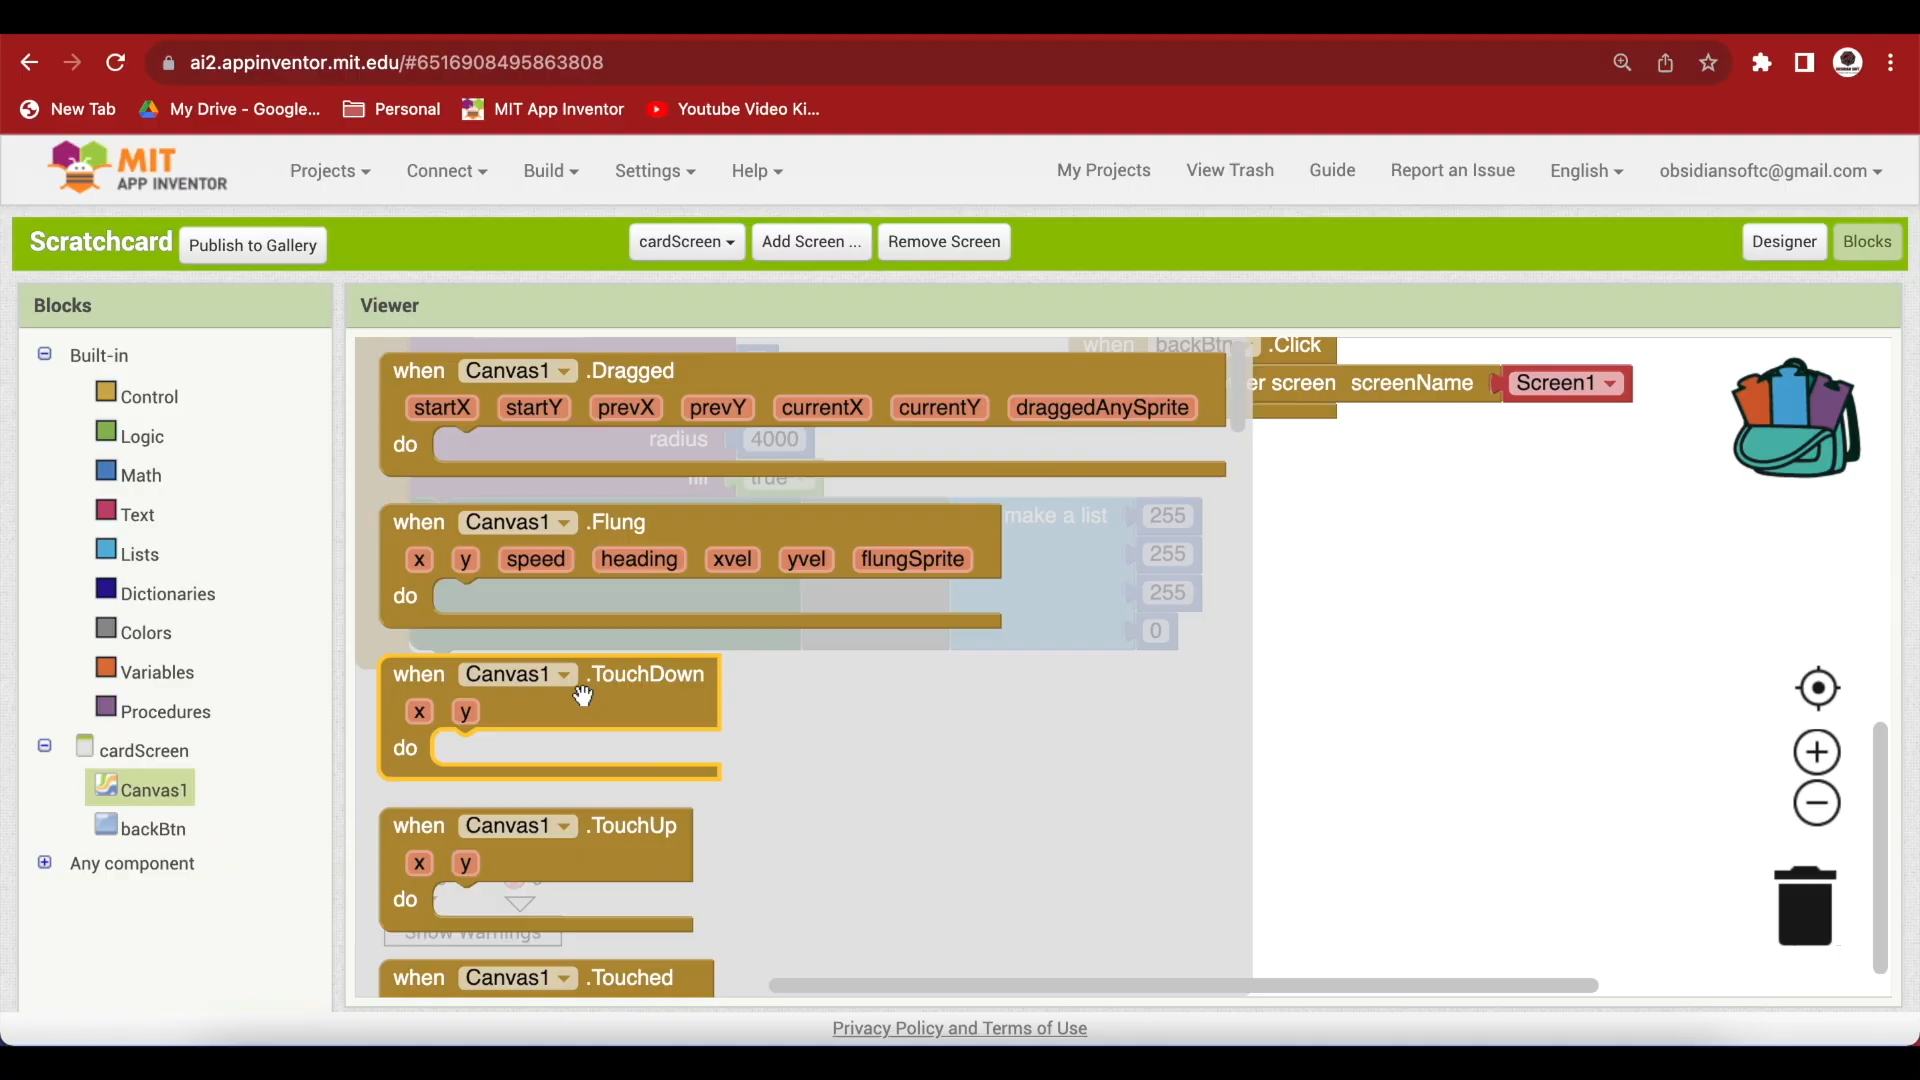 ai2.appinventor.mit.edu/#6516908495863808
New Tab My Drive - Google... Personal MIT App Inventor Youtube Video Ki...
MIT
APP INVENTOR
Projects Connect Build Settings Help My Projects View Trash Guide Report an Issue English obsidiansoftc@gmail.com
Scratchcard Publish to Gallery cardScreen Add Screen ... Remove Screen Designer Blocks
Blocks
Viewer
Built-in
Control
Logic
Math
Text
Lists
Dictionaries
Colors
Variables
Procedures
cardScreen
Canvas1
backBtn
Any component
when backBtn .Click
er screen screenName Screen1
when Canvas1 .Dragged
startX startY prevX prevY currentX currentY draggedAnySprite
do
radius 4000
true
when Canvas1 .Flung
x y speed heading xvel yvel flungSprite
do
make a list 255
255
255
0
when Canvas1 .TouchDown
x y
do
when Canvas1 .TouchUp
x y
do
Show Warnings
when Canvas1 .Touched
Privacy Policy and Terms of Use